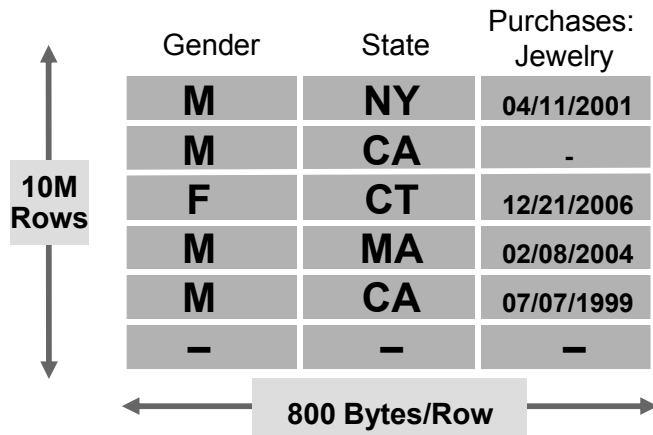 Gender State Purchases:
Jewelry
M NY 04/11/2001
M CA -
10M
Rows
F CT 12/21/2006
M MA 02/08/2004
M CA 07/07/1999
– – –
800 Bytes/Row